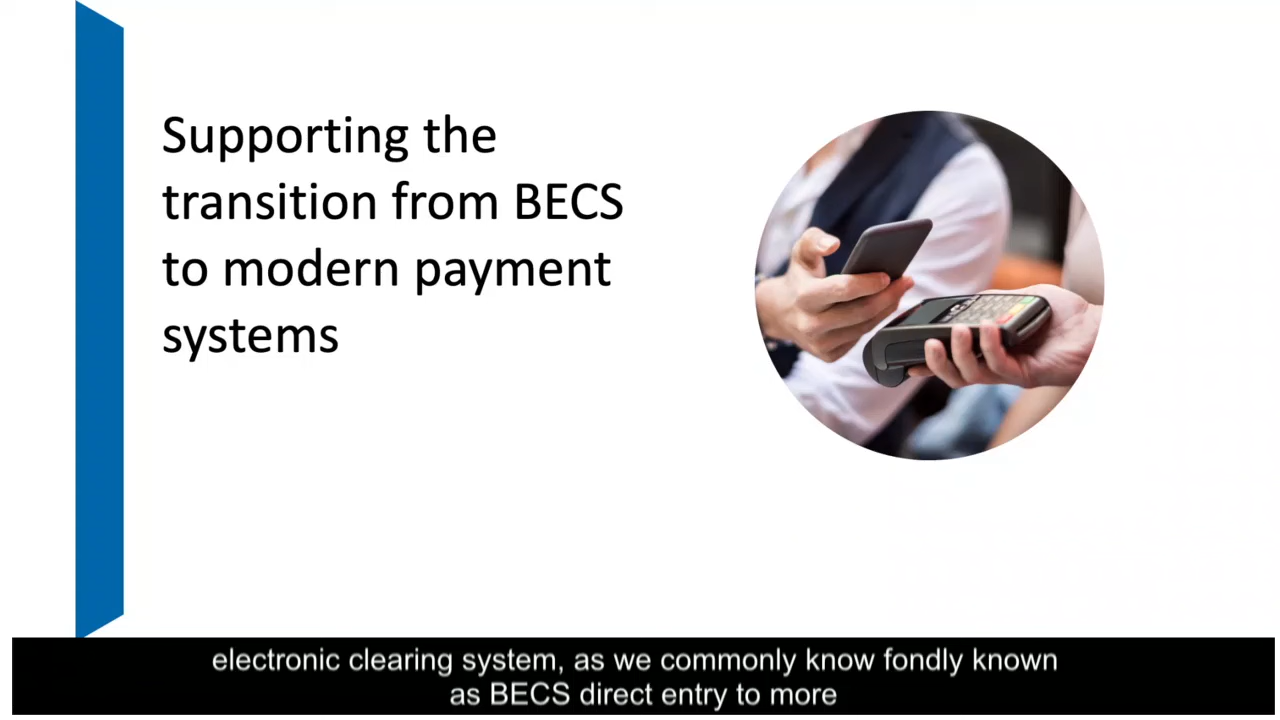 Supporting the
transition from BECS
to modern payment
systems
electronic clearing system, as we commonly know fondly known
as BECS direct entry to more